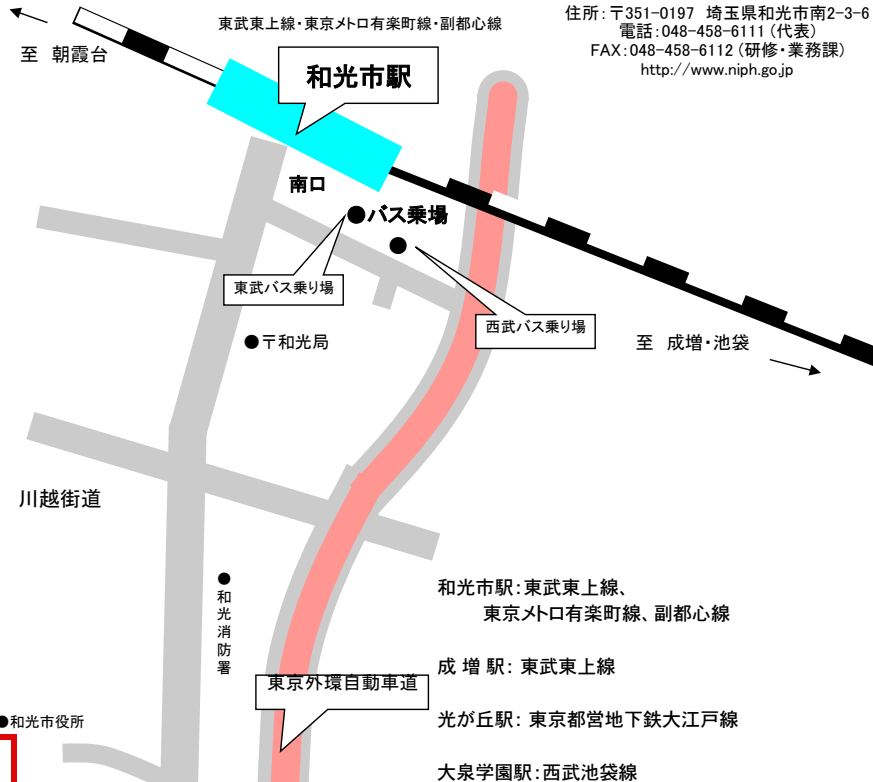 住所:〒351-0197 埼玉県和光市南2-3-6
電話:048-458-6111(代表)
FAX:048-458-6112(研修・業務課)
http://www.niph.go.jp
東武東上線・東京メトロ有楽町線・副都心線
至 朝霞台
和光市駅
南口
●バス乗場
東武バス乗り場
西武バス乗り場
●〒和光局
至 成増・池袋
川越街道
●和光消防署
和光市駅:東武東上線、
東京メトロ有楽町線、副都心線
成 増 駅: 東武東上線
東京外環自動車道
光が丘駅: 東京都営地下鉄大江戸線
●和光市役所
大泉学園駅:西武池袋線